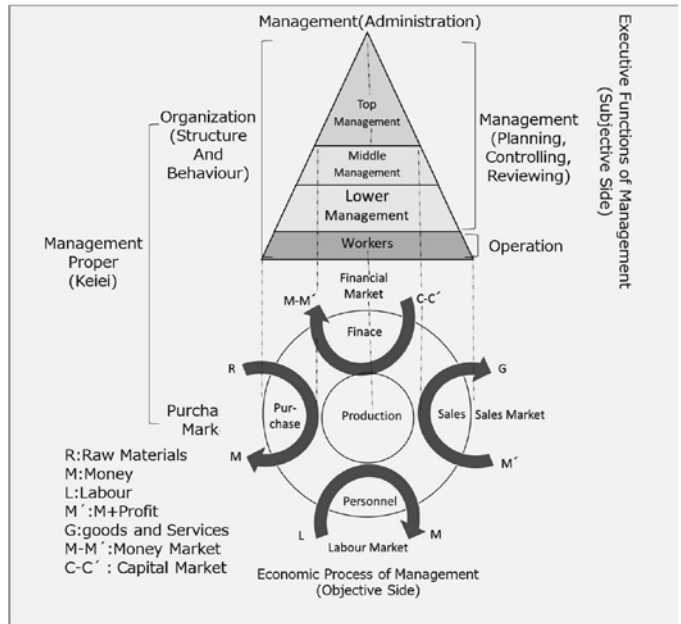 Management(Administration)
Executive Functions of Management
(Subjective Side)
Organization
(Structure
And
Behaviour)
Top
Management
Middle
Management
Lower
Management
Workers
Management
(Planning,
Controlling,
Reviewing)
Operation
Management
Proper
(Keiei)
Financial
Market
M-M´
C-C´
Finace
R
G
Purcha
Mark
Pur-
chase
Production
Sales
Sales Market
M
M´
Personnel
L
M
Labour Market
R:Raw Materials
M:Money
L:Labour
M´:M+Profit
G:goods and Services
M-M´:Money Market
C-C´ : Capital Market
Economic Process of Management
(Objective Side)